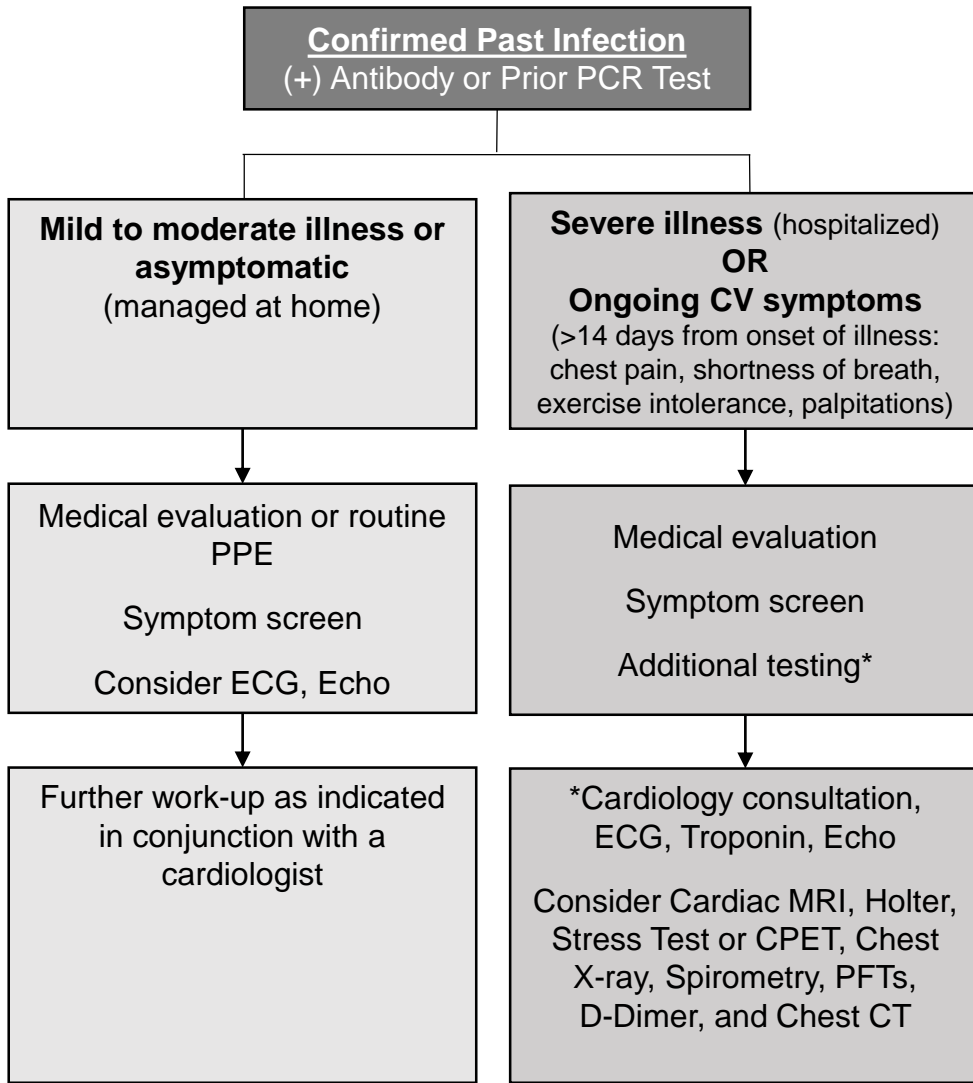 Confirmed Past Infection
(+) Antibody or Prior PCR Test
Mild to moderate illness or
asymptomatic
(managed at home)
Severe illness (hospitalized)
OR
Ongoing CV symptoms
(>14 days from onset of illness:
chest pain, shortness of breath,
exercise intolerance, palpitations)
Medical evaluation or routine
PPE
Symptom screen
Consider ECG, Echo
Medical evaluation
Symptom screen
Additional testing*
Further work-up as indicated
in conjunction with a
cardiologist
*Cardiology consultation,
ECG, Troponin, Echo
Consider Cardiac MRI, Holter,
Stress Test or CPET, Chest
X-ray, Spirometry, PFTs,
D-Dimer, and Chest CT